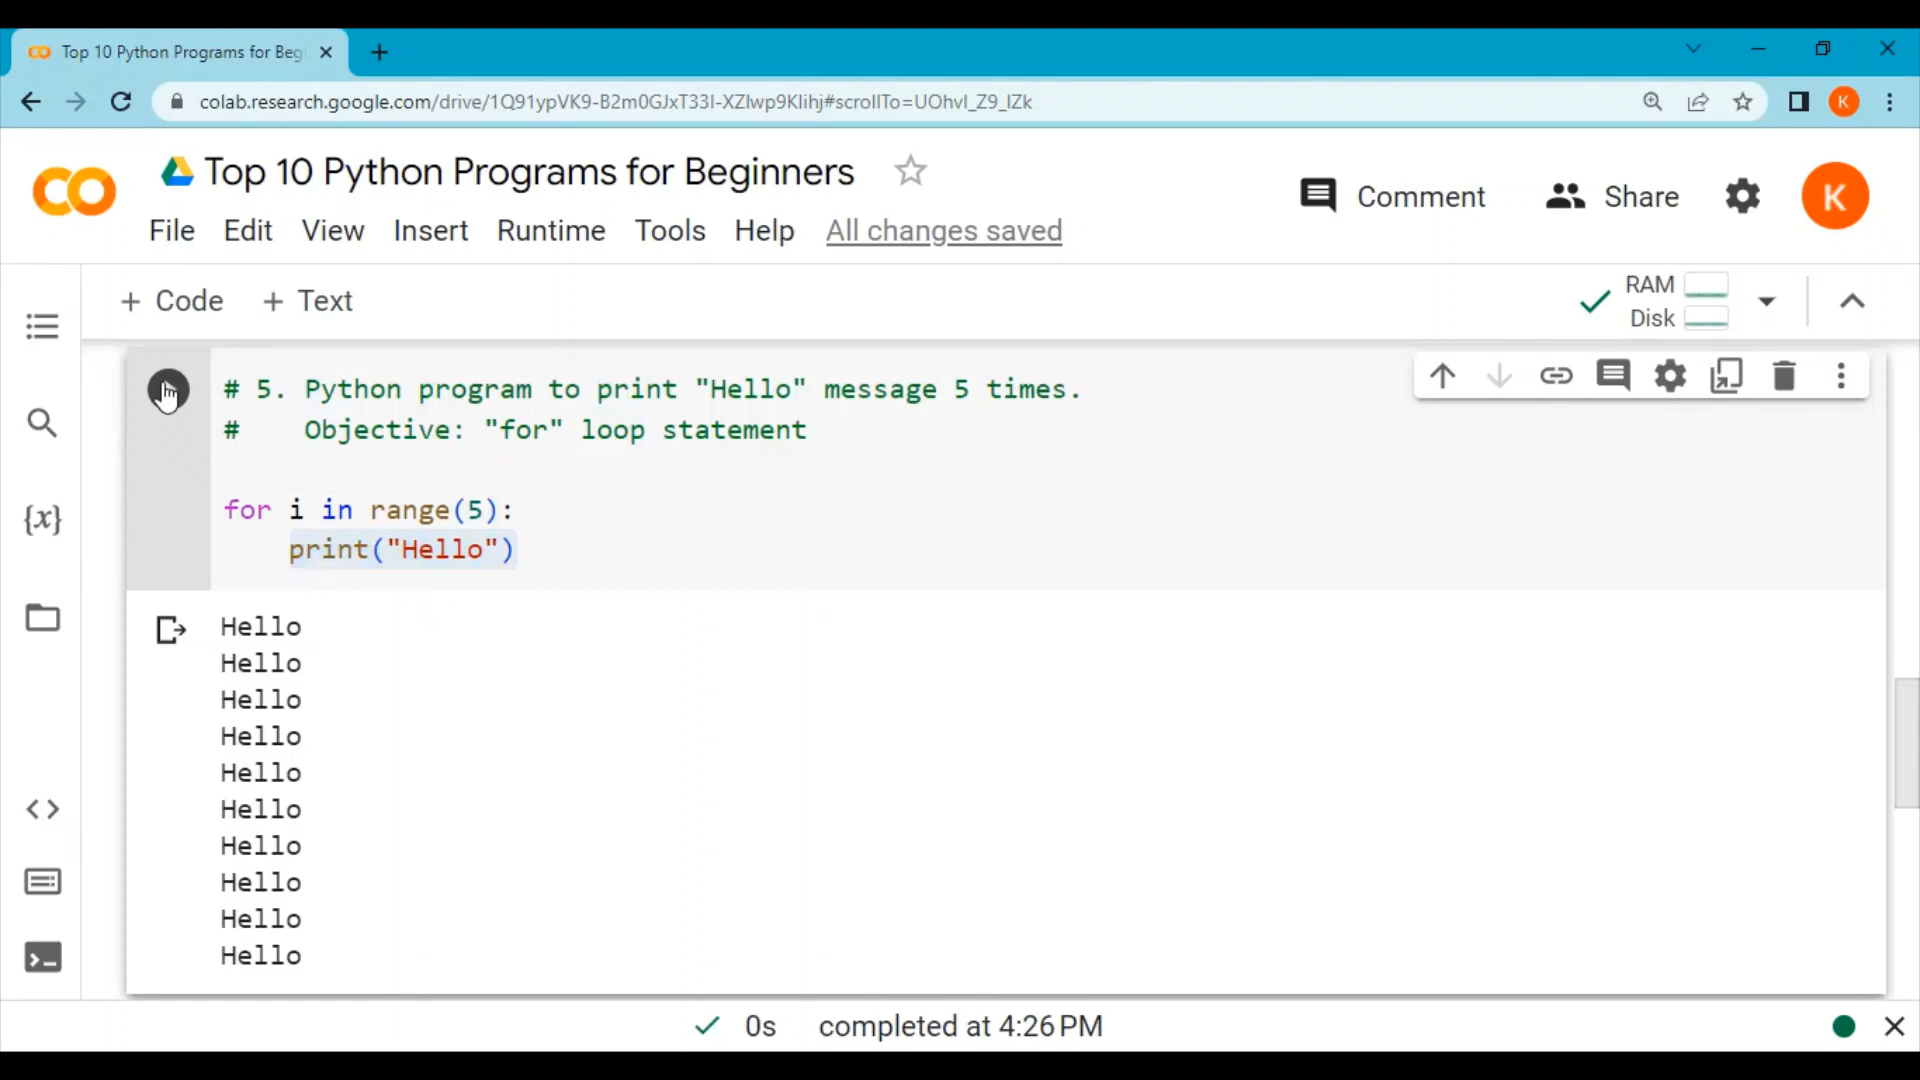 Top 10 Python Programs for Beg
colab.research.google.com/drive/1Q91ypVK9-B2m0GJxT33I-XZlwp9KIihj#scrollTo=UOhvI_Z9_IZk
K
Top 10 Python Programs for Beginners
Comment
Share
K
File Edit View Insert Runtime Tools Help All changes saved
+ Code + Text
RAM
Disk
# 5. Python program to print "Hello" message 5 times.
#    Objective: "for" loop statement
for i in range(5):
    print("Hello")
{x}
Hello
Hello
Hello
Hello
Hello
Hello
Hello
Hello
Hello
Hello
0s completed at 4:26 PM